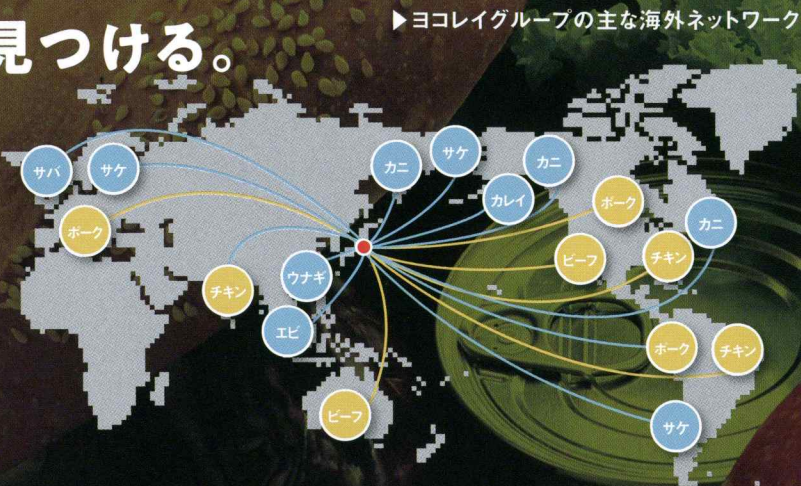 ▶ヨコレイグループの主な海外ネットワーク
見つける。
サバ
サケ
カニ
サケ
カニ
カレイ
ポーク
カニ
ポーク
ビーフ
チキン
チキン
ウナギ
エビ
ポーク
チキン
ビーフ
サケ